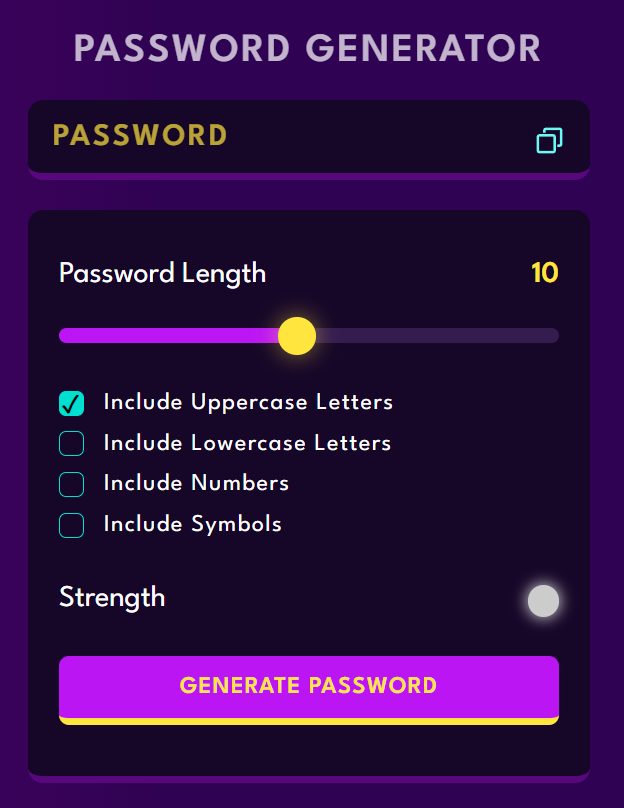 PASSWORD GENERATOR
PASSWORD
Password Length 10
Include Uppercase Letters
Include Lowercase Letters
Include Numbers
Include Symbols
Strength
GENERATE PASSWORD